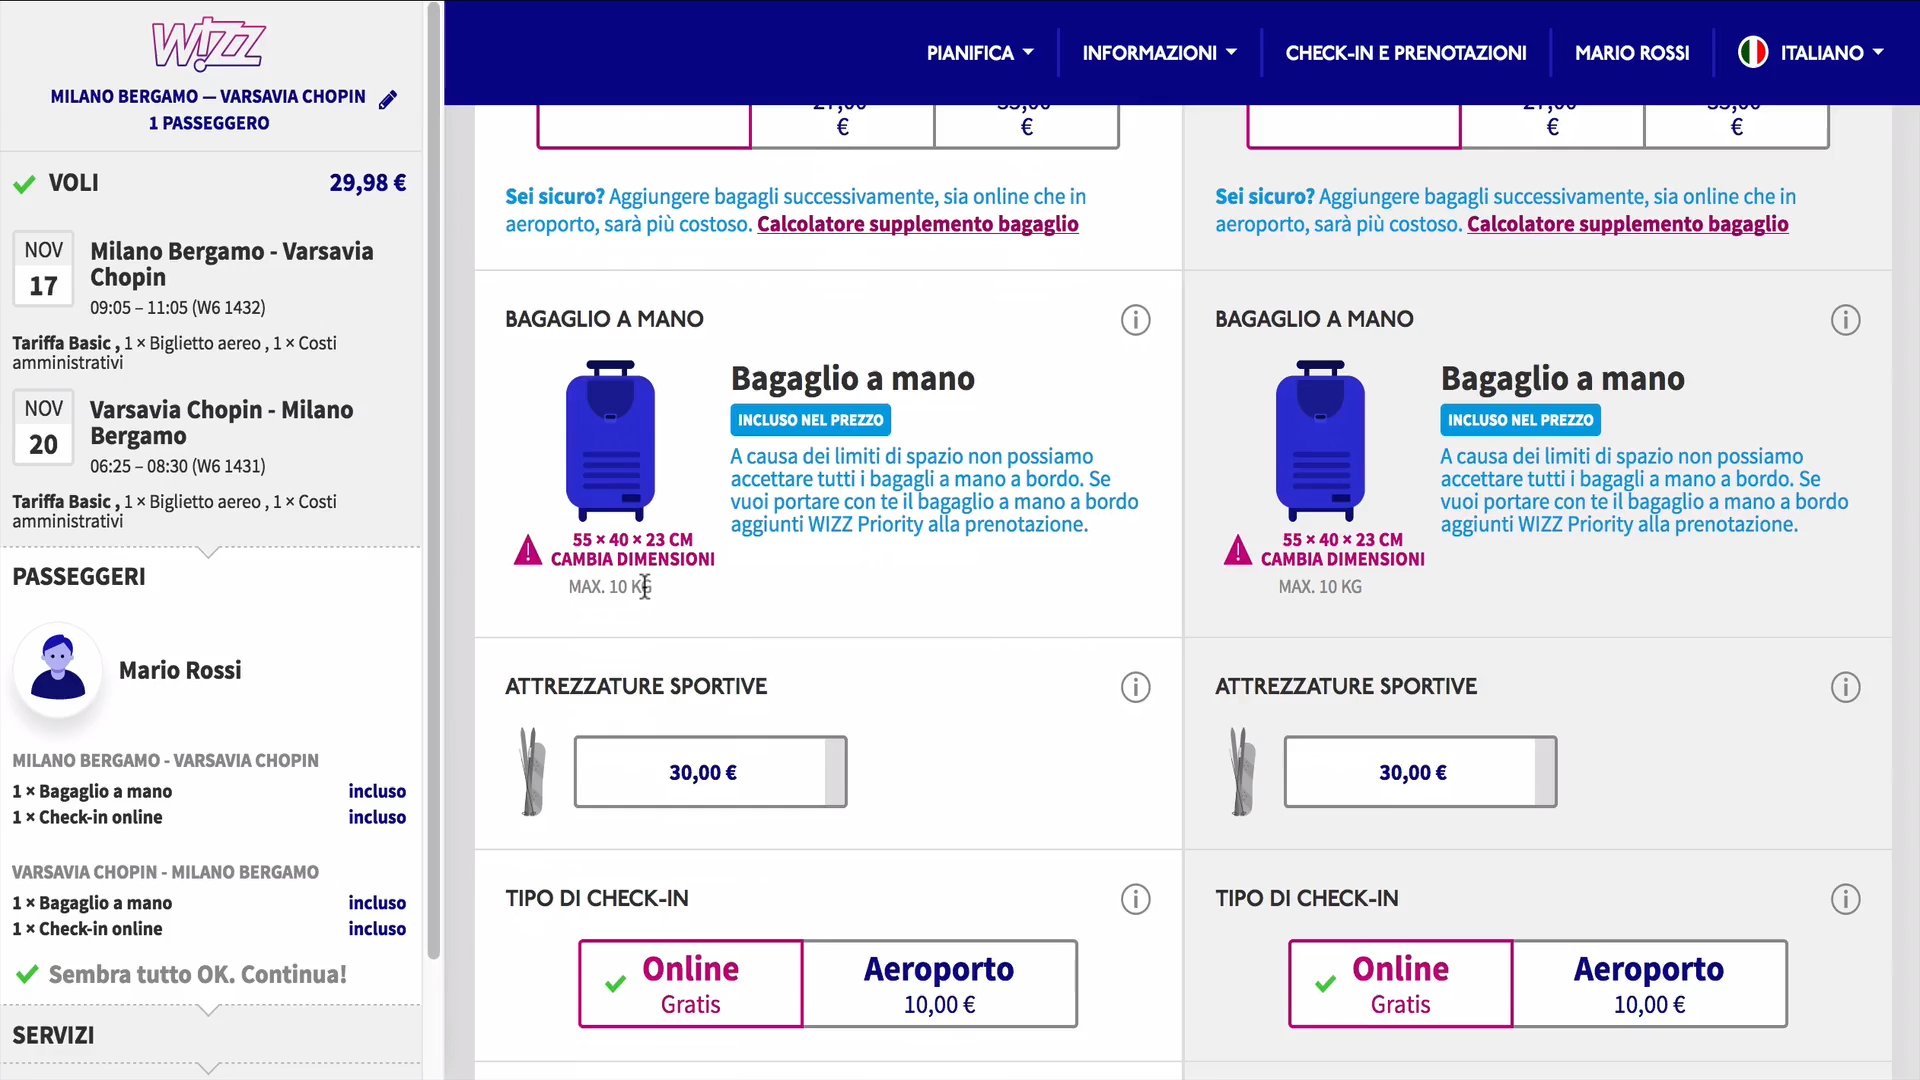 WIZZ
MILANO BERGAMO — VARSAVIA CHOPIN
1 PASSEGGERO
VOLI 29,98 €
NOV
17
Milano Bergamo - Varsavia
Chopin
09:05 – 11:05 (W6 1432)
Tariffa Basic , 1 × Biglietto aereo , 1 × Costi
amministrativi
NOV
20
Varsavia Chopin - Milano
Bergamo
06:25 – 08:30 (W6 1431)
Tariffa Basic , 1 × Biglietto aereo , 1 × Costi
amministrativi
PASSEGGERI
Mario Rossi
MILANO BERGAMO - VARSAVIA CHOPIN
1 × Bagaglio a mano incluso
1 × Check-in online incluso
VARSAVIA CHOPIN - MILANO BERGAMO
1 × Bagaglio a mano incluso
1 × Check-in online incluso
Sembra tutto OK. Continua!
SERVIZI
PIANIFICA INFORMAZIONI CHECK-IN E PRENOTAZIONI MARIO ROSSI ITALIANO
€ €
Sei sicuro? Aggiungere bagagli successivamente, sia online che in
aeroporto, sarà più costoso. Calcolatore supplemento bagaglio
BAGAGLIO A MANO
Bagaglio a mano
INCLUSO NEL PREZZO
A causa dei limiti di spazio non possiamo
accettare tutti i bagagli a mano a bordo. Se
vuoi portare con te il bagaglio a mano a bordo
aggiunti WIZZ Priority alla prenotazione.
55 × 40 × 23 CM
CAMBIA DIMENSIONI
MAX. 10 KG
ATTREZZATURE SPORTIVE
30,00 €
TIPO DI CHECK-IN
Online
Gratis
Aeroporto
10,00 €
€ €
Sei sicuro? Aggiungere bagagli successivamente, sia online che in
aeroporto, sarà più costoso. Calcolatore supplemento bagaglio
BAGAGLIO A MANO
Bagaglio a mano
INCLUSO NEL PREZZO
A causa dei limiti di spazio non possiamo
accettare tutti i bagagli a mano a bordo. Se
vuoi portare con te il bagaglio a mano a bordo
aggiunti WIZZ Priority alla prenotazione.
55 × 40 × 23 CM
CAMBIA DIMENSIONI
MAX. 10 KG
ATTREZZATURE SPORTIVE
30,00 €
TIPO DI CHECK-IN
Online
Gratis
Aeroporto
10,00 €